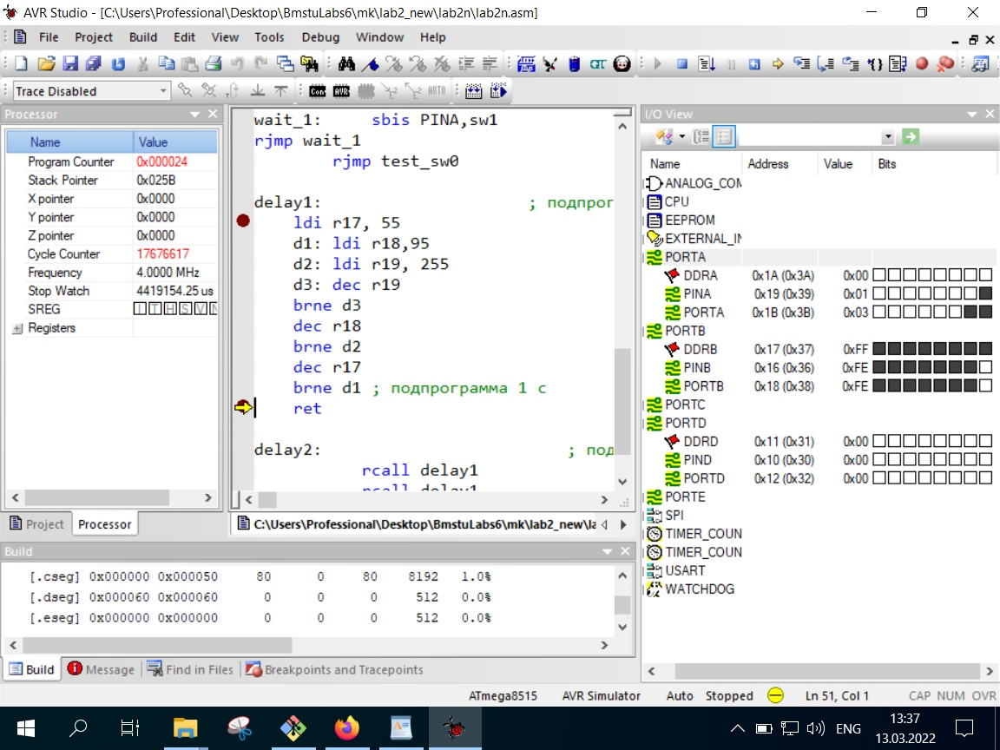 AVR Studio - [C:\Users\Professional\Desktop\BmstuLabs6\mk\lab2_new\lab2n\lab2n.asm]
File Project Build Edit View Tools Debug Window Help
Trace Disabled
AUTO
Processor
Name Value
Program Counter 0x000024
Stack Pointer 0x025B
X pointer 0x0000
Y pointer 0x0000
Z pointer 0x0000
Cycle Counter 17676617
Frequency 4.0000 MHz
Stop Watch 4419154.25 us
SREG I T H S V N
Registers
Project Processor
wait_1: sbis PINA,sw1
rjmp wait_1
rjmp test_sw0
delay1: ; подпрог
ldi r17, 55
d1: ldi r18,95
d2: ldi r19, 255
d3: dec r19
brne d3
dec r18
brne d2
dec r17
brne d1 ; подпрограмма 1 с
ret
delay2: ; под
rcall delay1
rcall delay1
C:\Users\Professional\Desktop\BmstuLabs6\mk\lab2_new\la
I/O View
Name Address Value Bits
ANALOG_COM
CPU
EEPROM
EXTERNAL_IN
PORTA
DDRA 0x1A (0x3A) 0x00
PINA 0x19 (0x39) 0x01
PORTA 0x1B (0x3B) 0x03
PORTB
DDRB 0x17 (0x37) 0xFF
PINB 0x16 (0x36) 0xFE
PORTB 0x18 (0x38) 0xFE
PORTC
PORTD
DDRD 0x11 (0x31) 0x00
PIND 0x10 (0x30) 0x00
PORTD 0x12 (0x32) 0x00
PORTE
SPI
TIMER_COUN
TIMER_COUN
USART
WATCHDOG
Build
[.cseg] 0x000000 0x000050 80 0 80 8192 1.0%
[.dseg] 0x000060 0x000060 0 0 0 512 0.0%
[.eseg] 0x000000 0x000000 0 0 0 512 0.0%
Build Message Find in Files Breakpoints and Tracepoints
ATmega8515 AVR Simulator Auto Stopped Ln 51, Col 1 CAP NUM OVR
ENG
13:37
13.03.2022